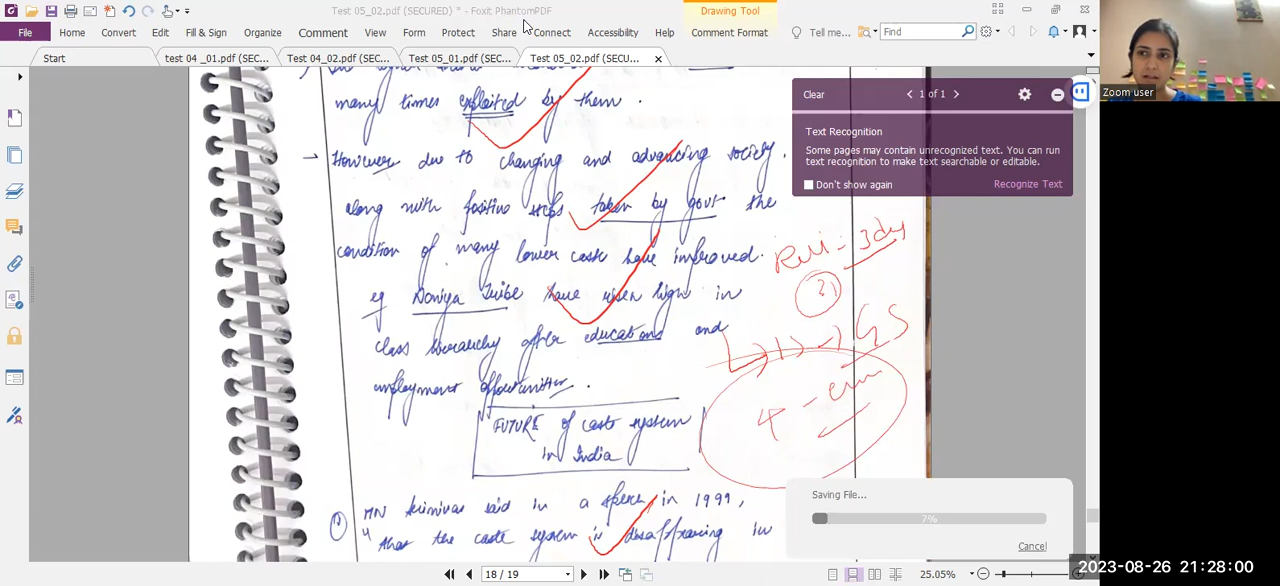 Test 05_02.pdf (SECURED) * - Foxit PhantomPDF
Drawing Tool
File Home Convert Edit Fill & Sign Organize Comment View Form Protect Share Connect Accessibility Help Comment Format Tell me... Find
Start test 04 _01.pdf (SEC... Test 04_02.pdf (SEC... Test 05_01.pdf (SEC... Test 05_02.pdf (SECU...
many times exploited by them.
→ However due to changing and advancing society.
along with positive steps taken by govt the
condition of many lower caste have improved.
eg Doniya Tribe have risen high in
class hierarchy after educations and
employment opportunities.
FUTURE of caste system
in India
MN Srinivas said in a speech in 1999,
"that the caste system is disappearing in
3 day
GS
4 -
Clear 1 of 1
Text Recognition
Some pages may contain unrecognized text. You can run
text recognition to make text searchable or editable.
Don't show again Recognize Text
Saving File...
7%
Cancel
18 / 19
25.05%
Zoom user
2023-08-26 21:28:00